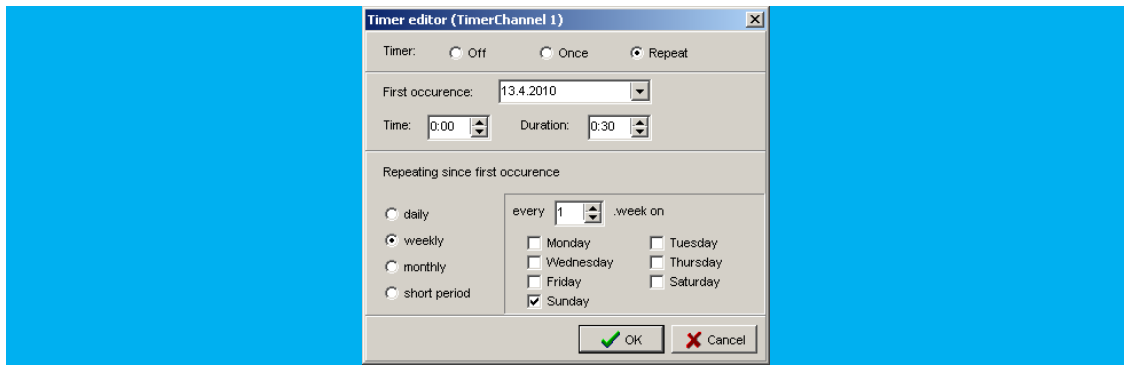 Timer editor (TimerChannel 1)
Timer: Off Once Repeat
First occurence: 13.4.2010
Time: 0:00 Duration: 0:30
Repeating since first occurence
daily every 1 .week on
weekly Monday Tuesday
Wednesday Thursday
monthly Friday Saturday
short period Sunday
OK Cancel